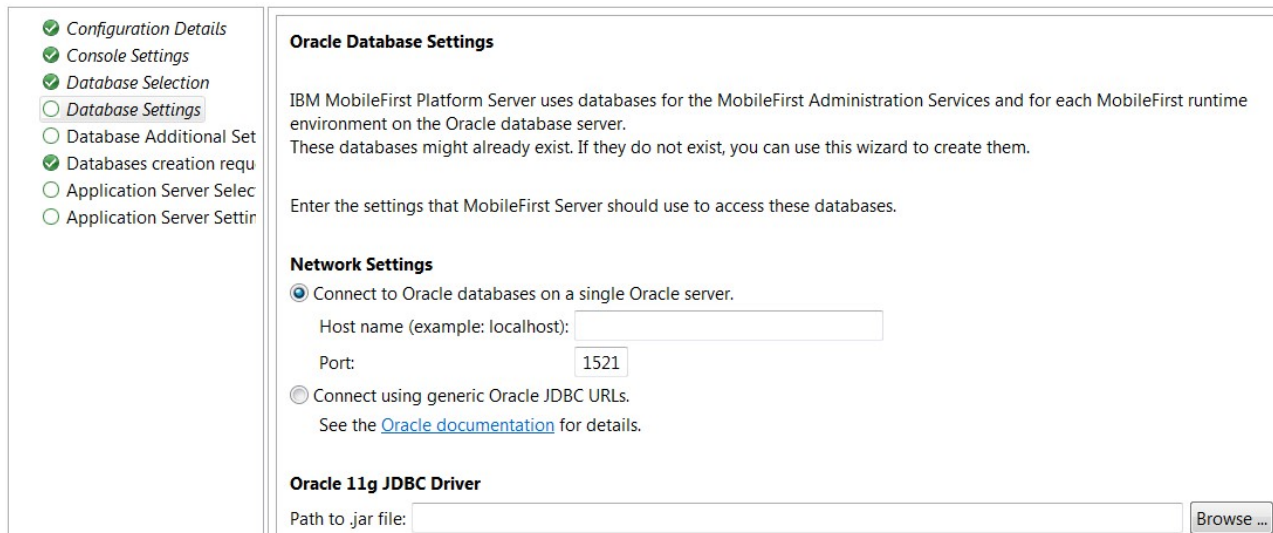 Configuration Details
Console Settings
Database Selection
Database Settings
Database Additional Set
Databases creation requ
Application Server Selec
Application Server Settin
Oracle Database Settings
IBM MobileFirst Platform Server uses databases for the MobileFirst Administration Services and for each MobileFirst runtime
environment on the Oracle database server.
These databases might already exist. If they do not exist, you can use this wizard to create them.
Enter the settings that MobileFirst Server should use to access these databases.
Network Settings
Connect to Oracle databases on a single Oracle server.
Host name (example: localhost):
Port: 1521
Connect using generic Oracle JDBC URLs.
See the Oracle documentation for details.
Oracle 11g JDBC Driver
Path to .jar file: Browse ...